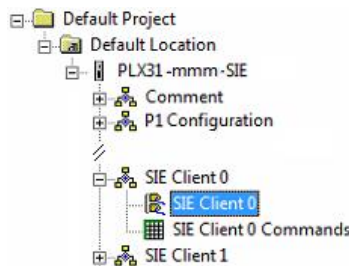 Default Project
Default Location
PLX31-mmm-SIE
Comment
P1 Configuration
SIE Client 0
SIE Client 0
SIE Client 0 Commands
SIE Client 1